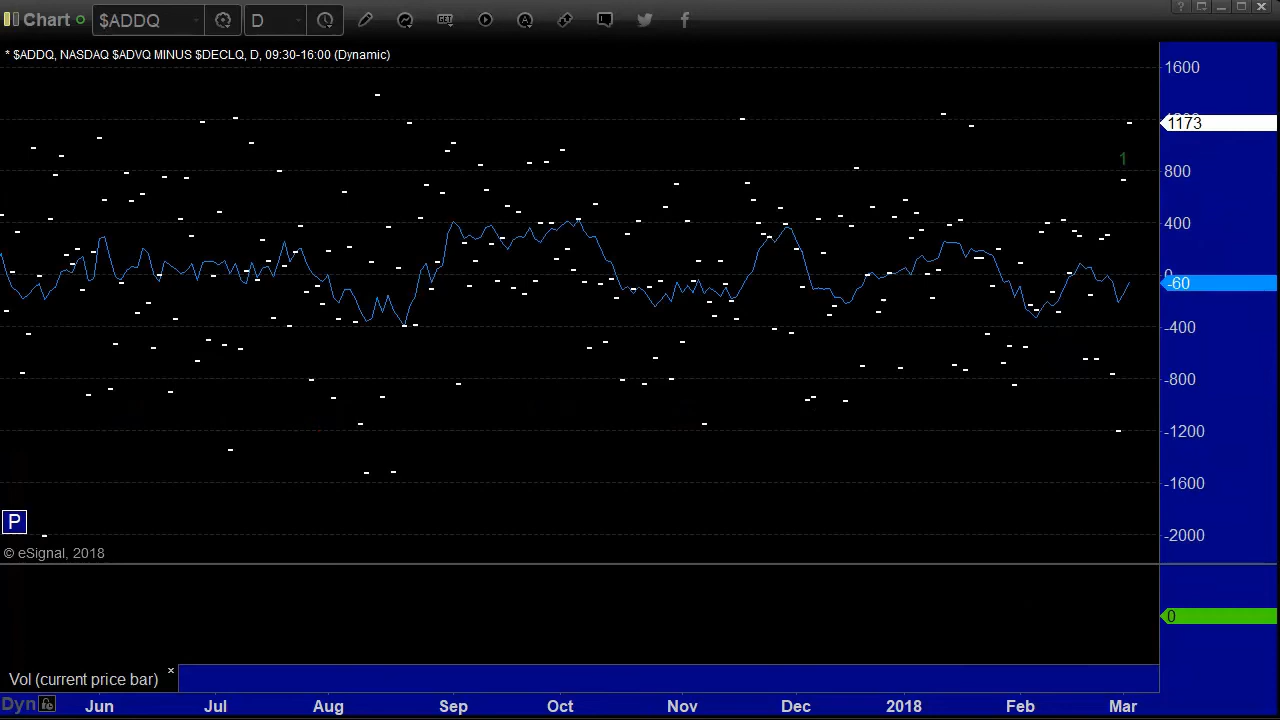 Chart $ADDQ D
* $ADDQ, NASDAQ $ADVQ MINUS $DECLQ, D, 09:30-16:00 (Dynamic)
1600
1173
1
800
400
0
-60
-400
-800
-1200
-1600
P
-2000
© eSignal, 2018
0
Vol (current price bar)
Dyn Jun Jul Aug Sep Oct Nov Dec 2018 Feb Mar